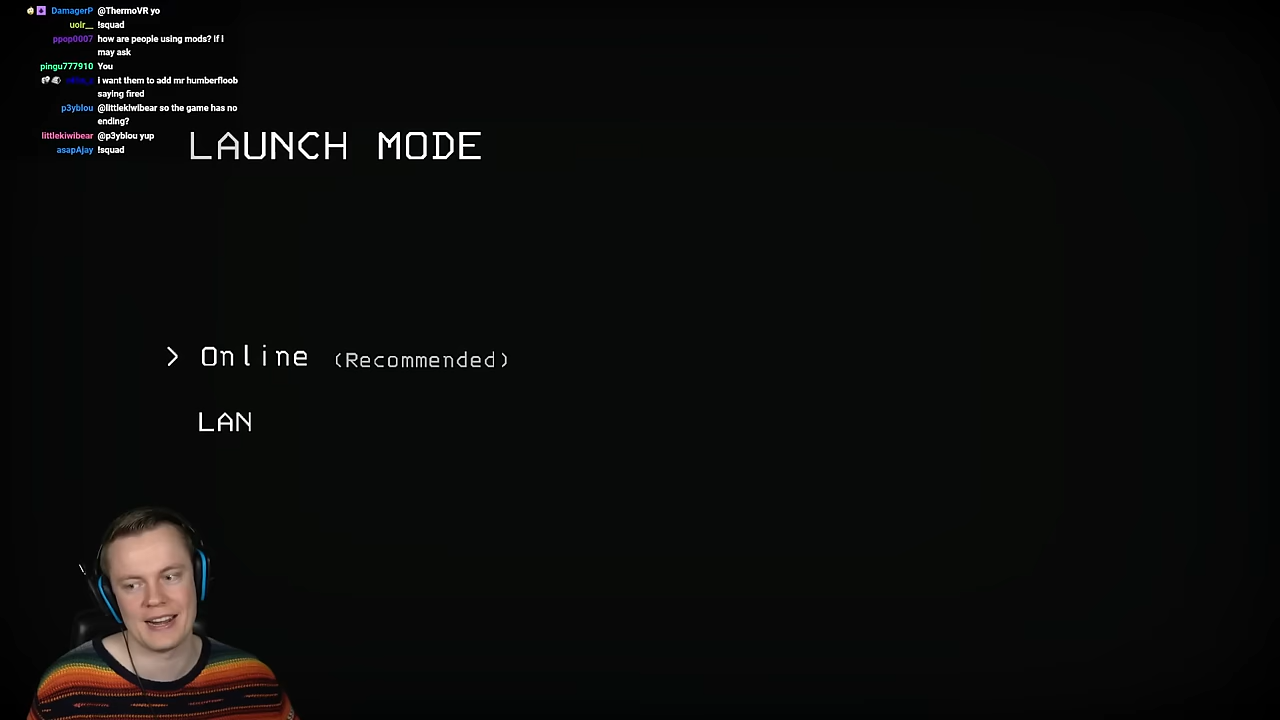 DamagerP @ThermoVR yo
uolr__ !squad
ppop0007 how are people using mods? if i
may ask
pingu777910 You
i want them to add mr humberfloob
saying fired
p3yblou @littlekiwibear so the game has no
ending?
littlekiwibear @p3yblou yup
asapAjay !squad
LAUNCH MODE
> Online (Recommended)
LAN